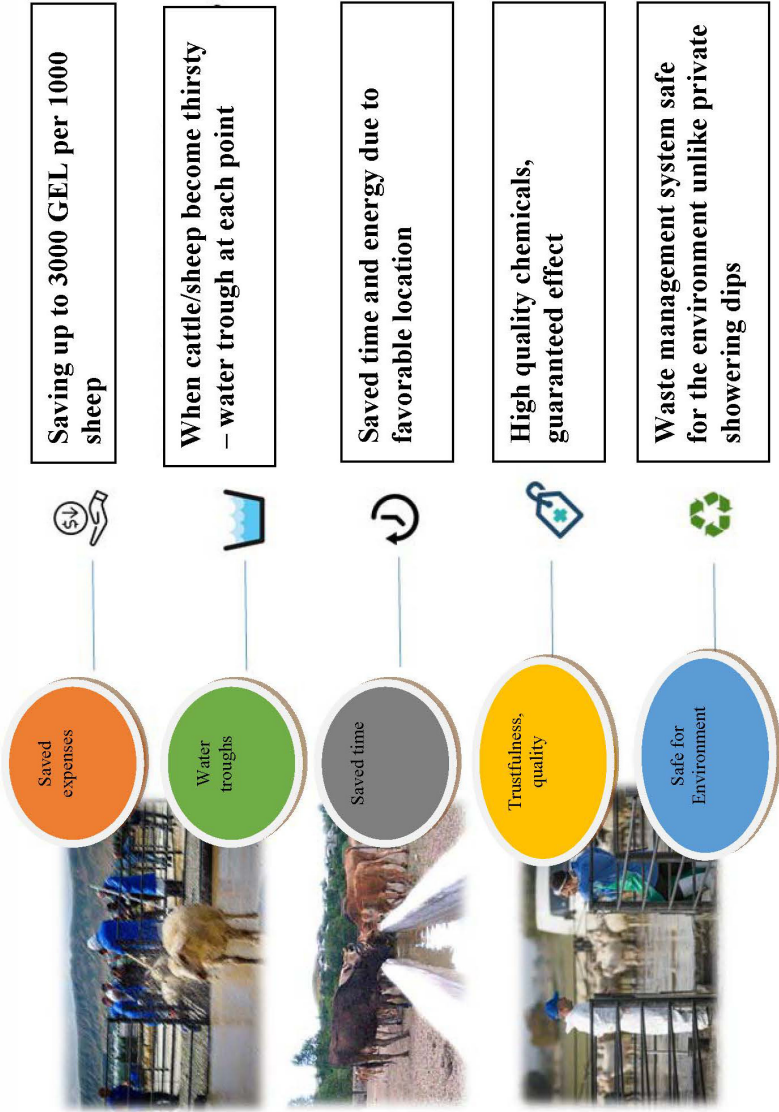 Saved
expenses
Saving up to 3000 GEL per 1000
sheep
Water
troughs
When cattle/sheep become thirsty
– water trough at each point
Saved time
Saved time and energy due to
favorable location
Trustfulness,
quality
High quality chemicals,
guaranteed effect
Safe for
Environment
Waste management system safe
for the environment unlike private
showering dips